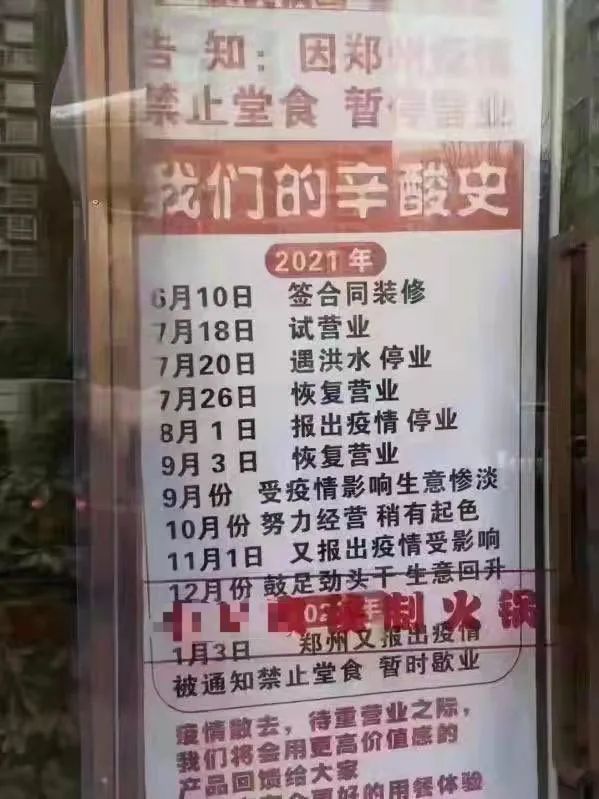 告知：因郑州疫情
禁止堂食 暂停营业
我们的辛酸史
2021年
6月10日 签合同装修
7月18日 试营业
7月20日 遇洪水 停业
7月26日 恢复营业
8月1日 报出疫情 停业
9月3日 恢复营业
9月份 受疫情影响生意惨淡
10月份 努力经营 稍有起色
11月1日 又报出疫情受影响
12月份 鼓足劲头干 生意回升
制火锅
1月3日 郑州又报出疫情
被通知禁止堂食 暂时歇业
疫情散去，待重营业之际，
我们将会用更高价值感的
产品回馈给大家
更好的用餐体验